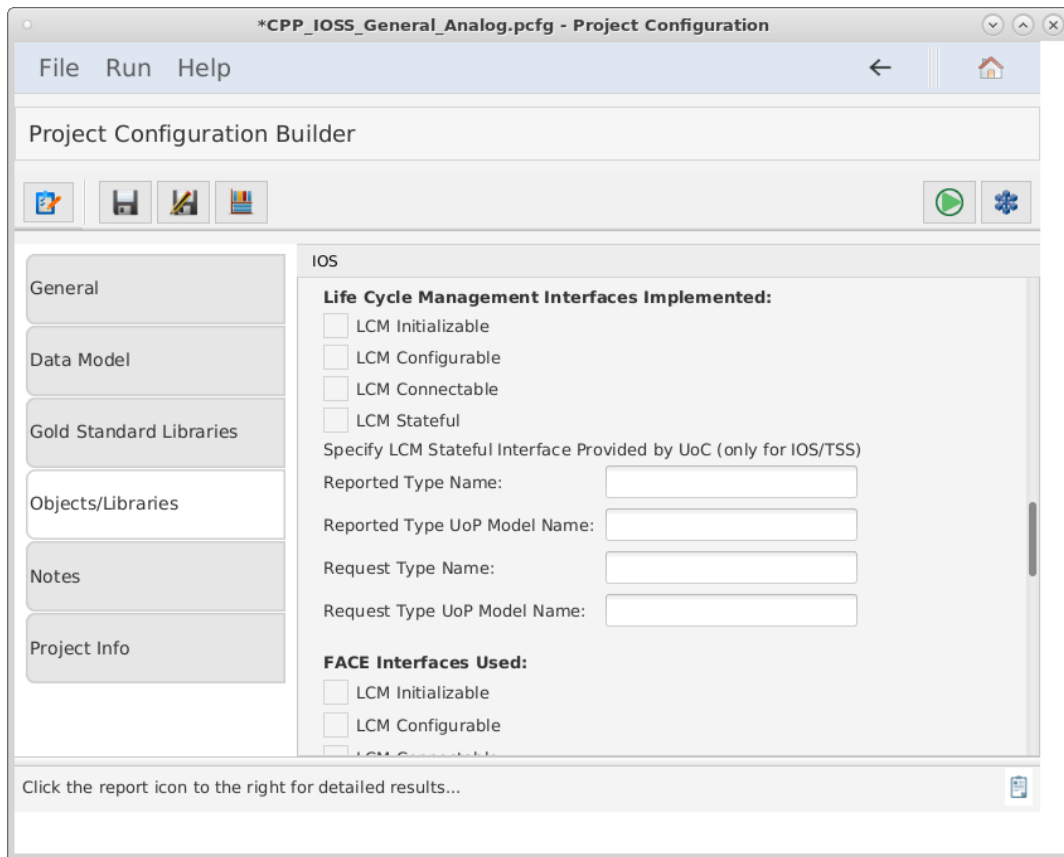 *CPP_IOSS_General_Analog.pcfg - Project Configuration
File Run Help
Project Configuration Builder
General
Data Model
Gold Standard Libraries
Objects/Libraries
Notes
Project Info
IOS
Life Cycle Management Interfaces Implemented:
LCM Initializable
LCM Configurable
LCM Connectable
LCM Stateful
Specify LCM Stateful Interface Provided by UoC (only for IOS/TSS)
Reported Type Name:
Reported Type UoP Model Name:
Request Type Name:
Request Type UoP Model Name:
FACE Interfaces Used:
LCM Initializable
LCM Configurable
LCM Connectable
Click the report icon to the right for detailed results...